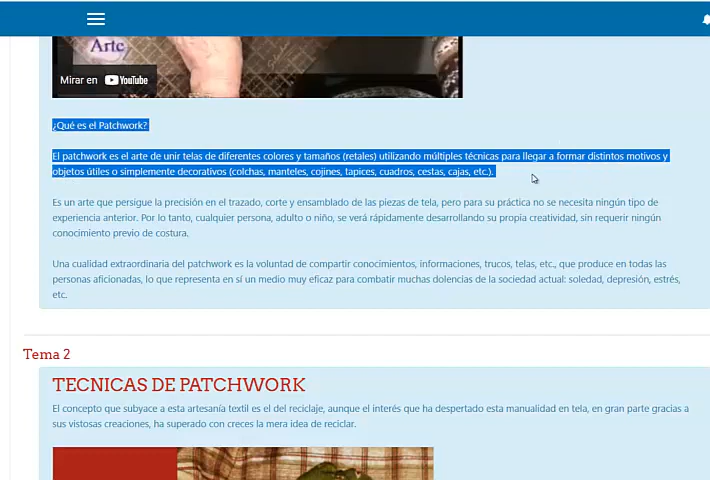 Arte
Mirar en YouTube
¿Qué es el Patchwork?
El patchwork es el arte de unir telas de diferentes colores y tamaños (retales) utilizando múltiples técnicas para llegar a formar distintos motivos y
objetos útiles o simplemente decorativos (colchas, manteles, cojines, tapices, cuadros, cestas, cajas, etc.).
Es un arte que persigue la precisión en el trazado, corte y ensamblado de las piezas de tela, pero para su práctica no se necesita ningún tipo de
experiencia anterior. Por lo tanto, cualquier persona, adulto o niño, se verá rápidamente desarrollando su propia creatividad, sin requerir ningún
conocimiento previo de costura.
Una cualidad extraordinaria del patchwork es la voluntad de compartir conocimientos, informaciones, trucos, telas, etc., que produce en todas las
personas aficionadas, lo que representa en sí un medio muy eficaz para combatir muchas dolencias de la sociedad actual: soledad, depresión, estrés,
etc.
Tema 2
TECNICAS DE PATCHWORK
El concepto que subyace a esta artesanía textil es el del reciclaje, aunque el interés que ha despertado esta manualidad en tela, en gran parte gracias a
sus vistosas creaciones, ha superado con creces la mera idea de reciclar.